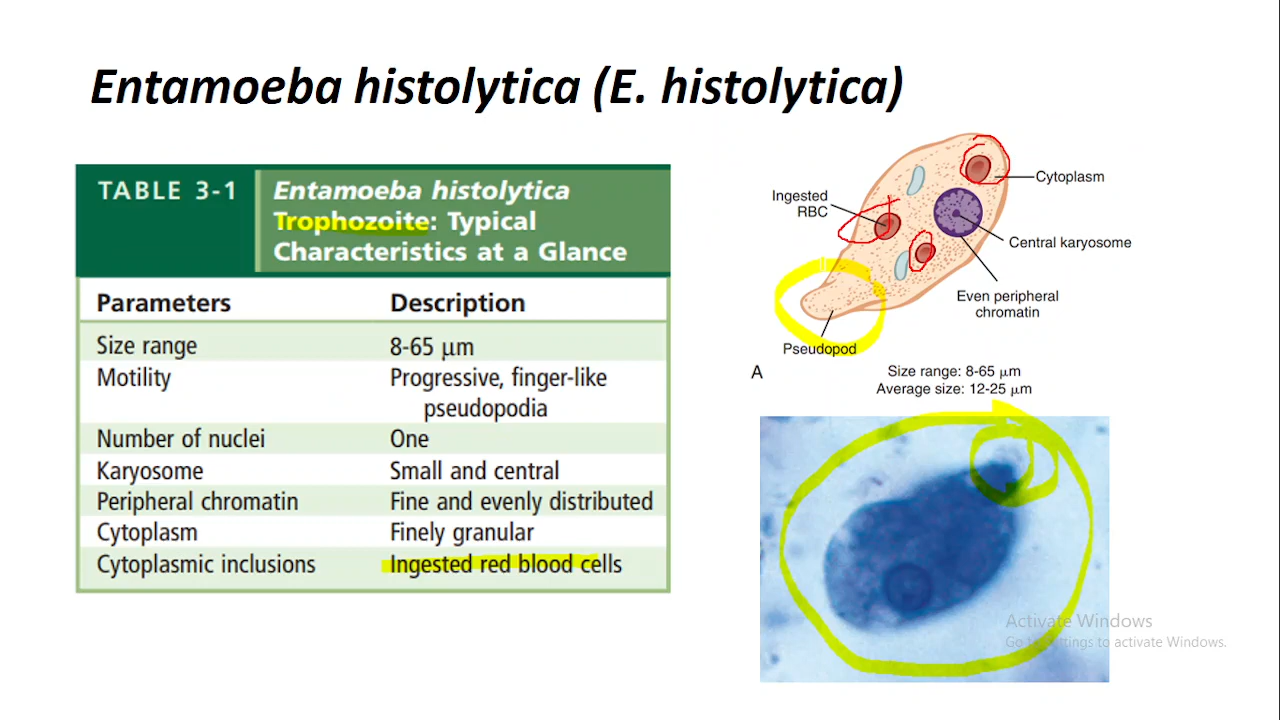 Entamoeba histolytica (E. histolytica)
TABLE 3-1
Entamoeba histolytica
Trophozoite: Typical
Characteristics at a Glance
Parameters Description
Size range 8-65 μm
Motility Progressive, finger-like
pseudopodia
Number of nuclei One
Karyosome Small and central
Peripheral chromatin Fine and evenly distributed
Cytoplasm Finely granular
Cytoplasmic inclusions Ingested red blood cells
Cytoplasm
Ingested
RBC
Central karyosome
Even peripheral
chromatin
Pseudopod
A
Size range: 8-65 μm
Average size: 12-25 μm
Activate Windows
Go to Settings to activate Windows.